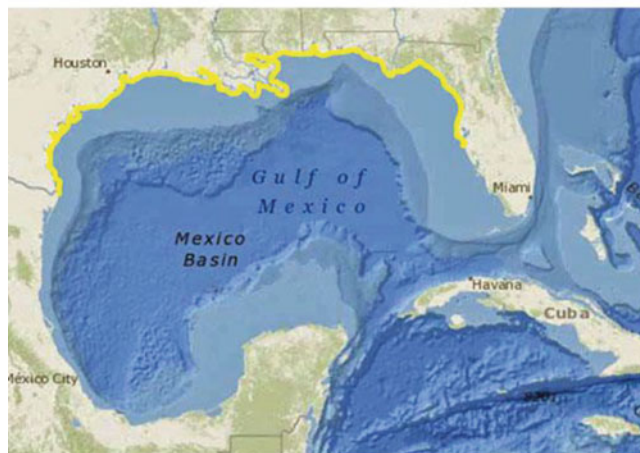 Houston
Gulf of
Mexico
Miami
Mexico
Basin
Havana
Cuba
México City